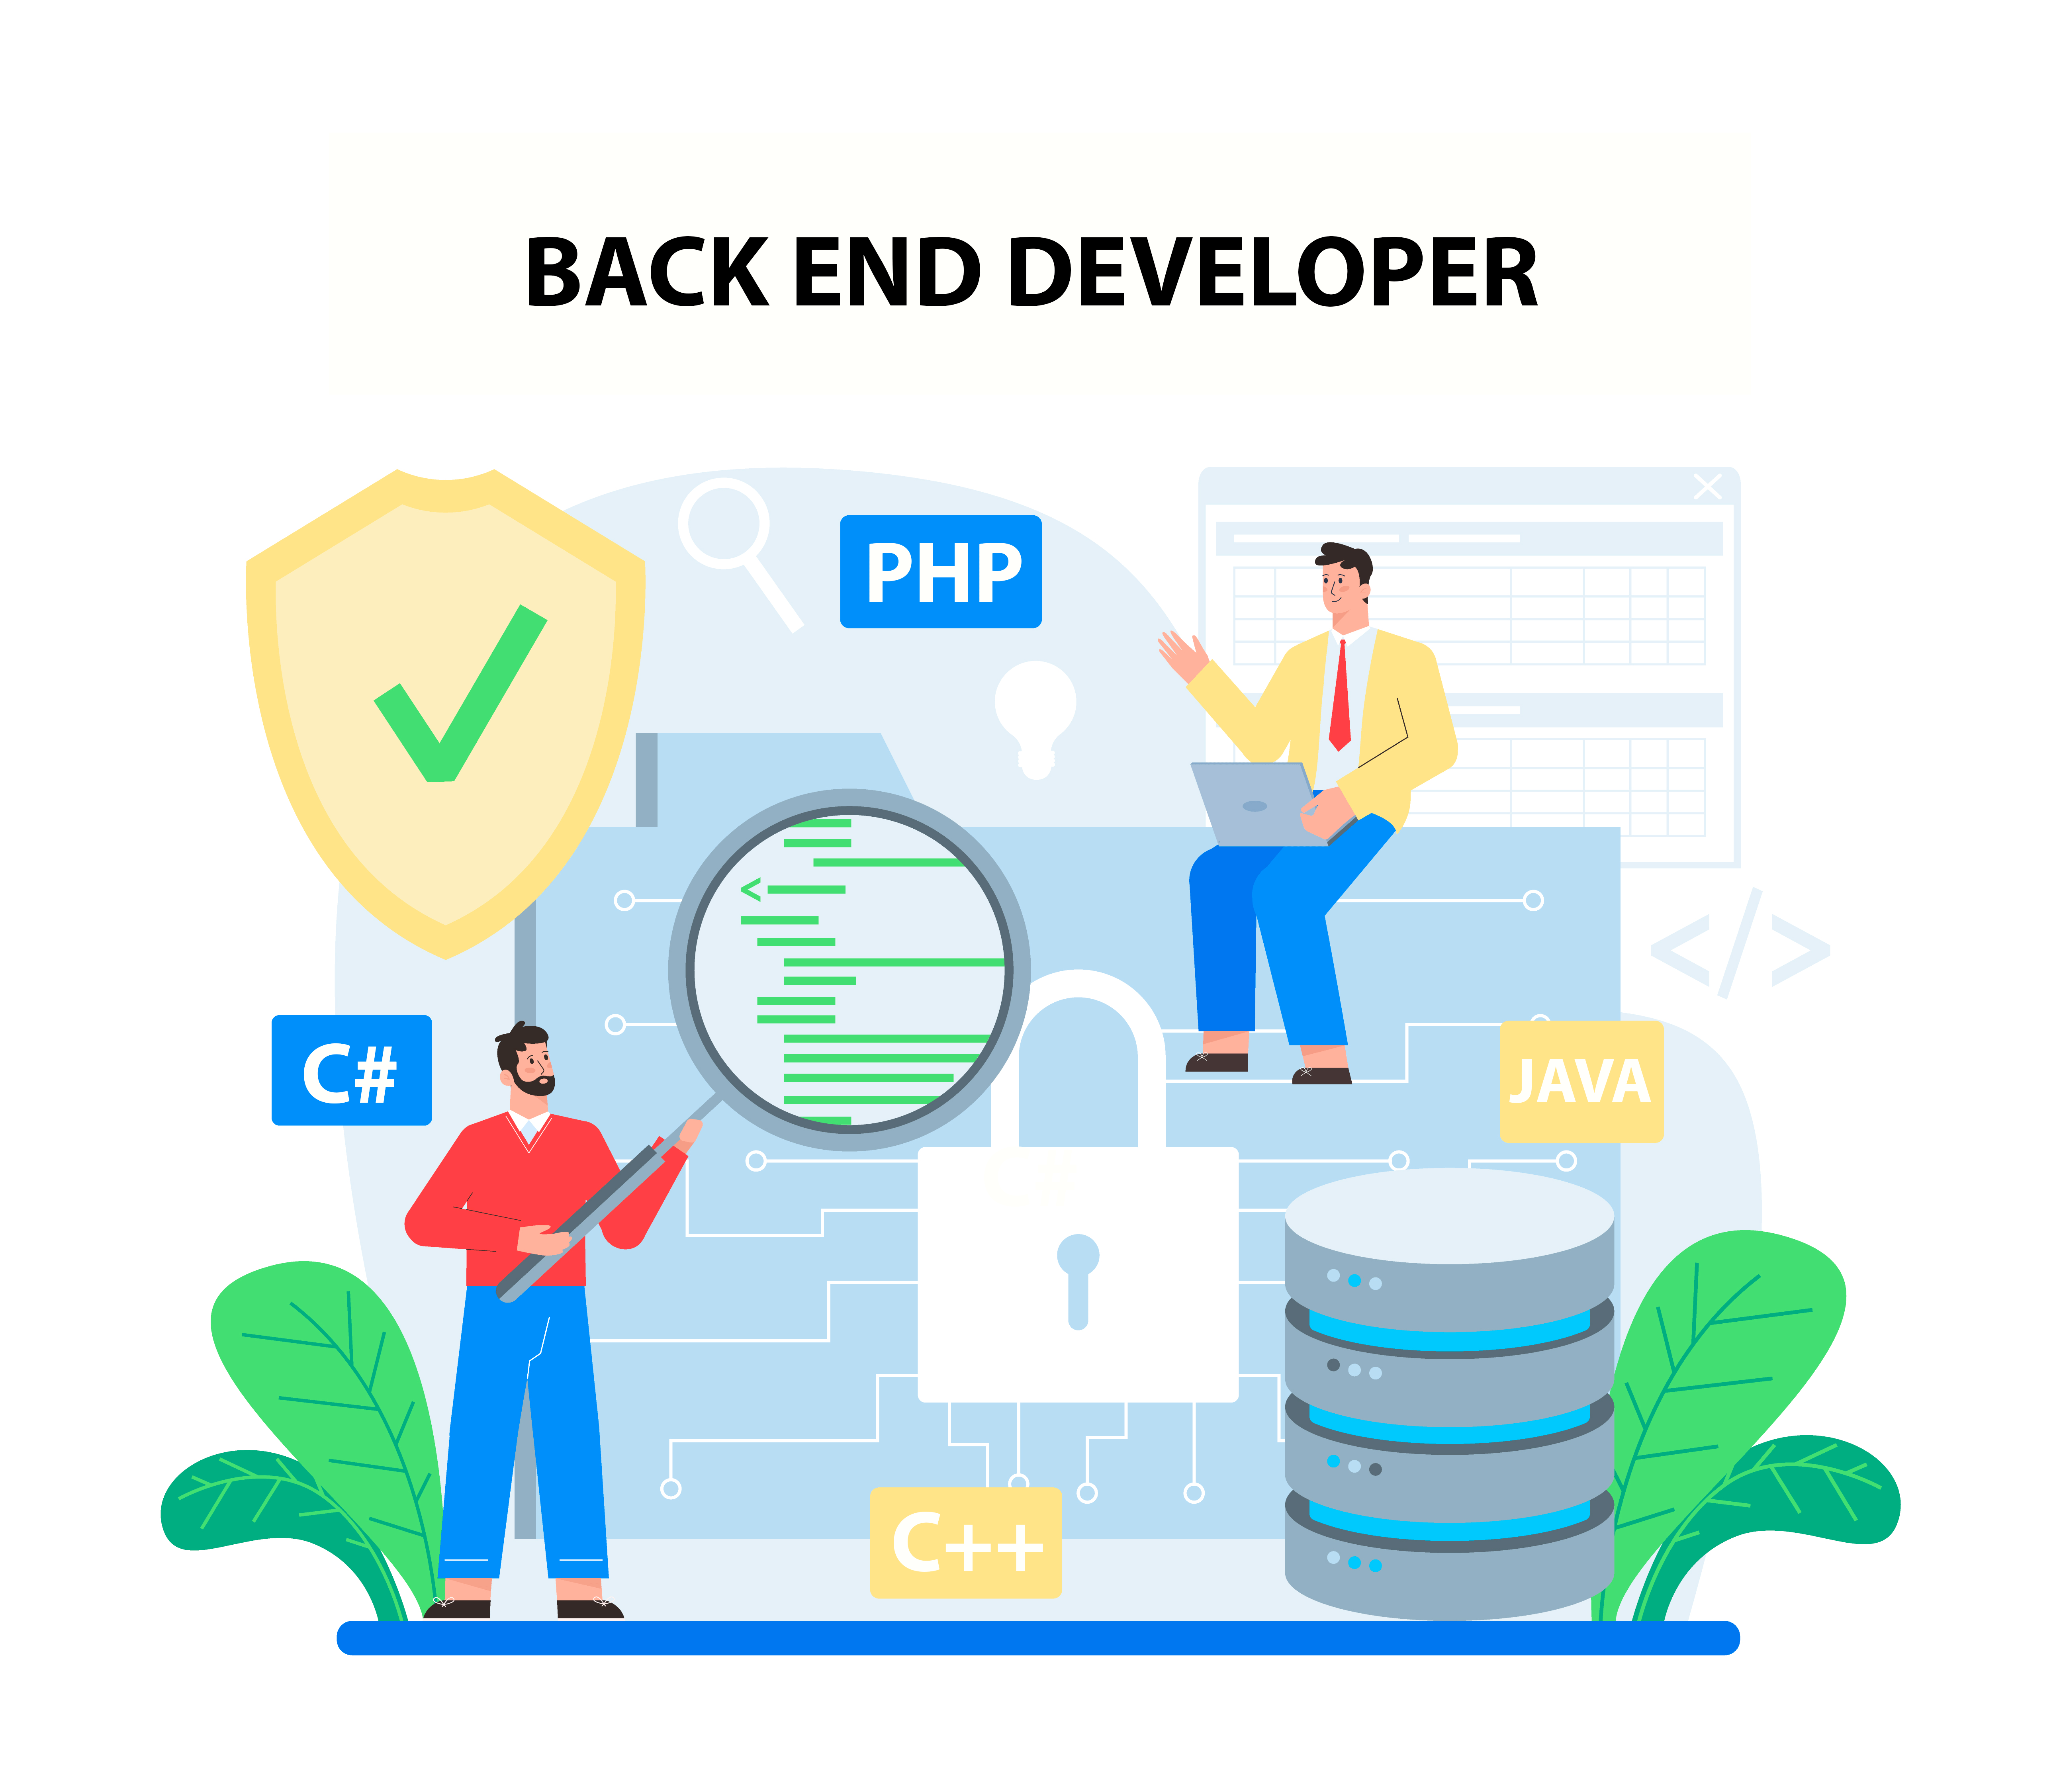 BACK END DEVELOPER
PHP
<
</>
C#
JAVA
C++